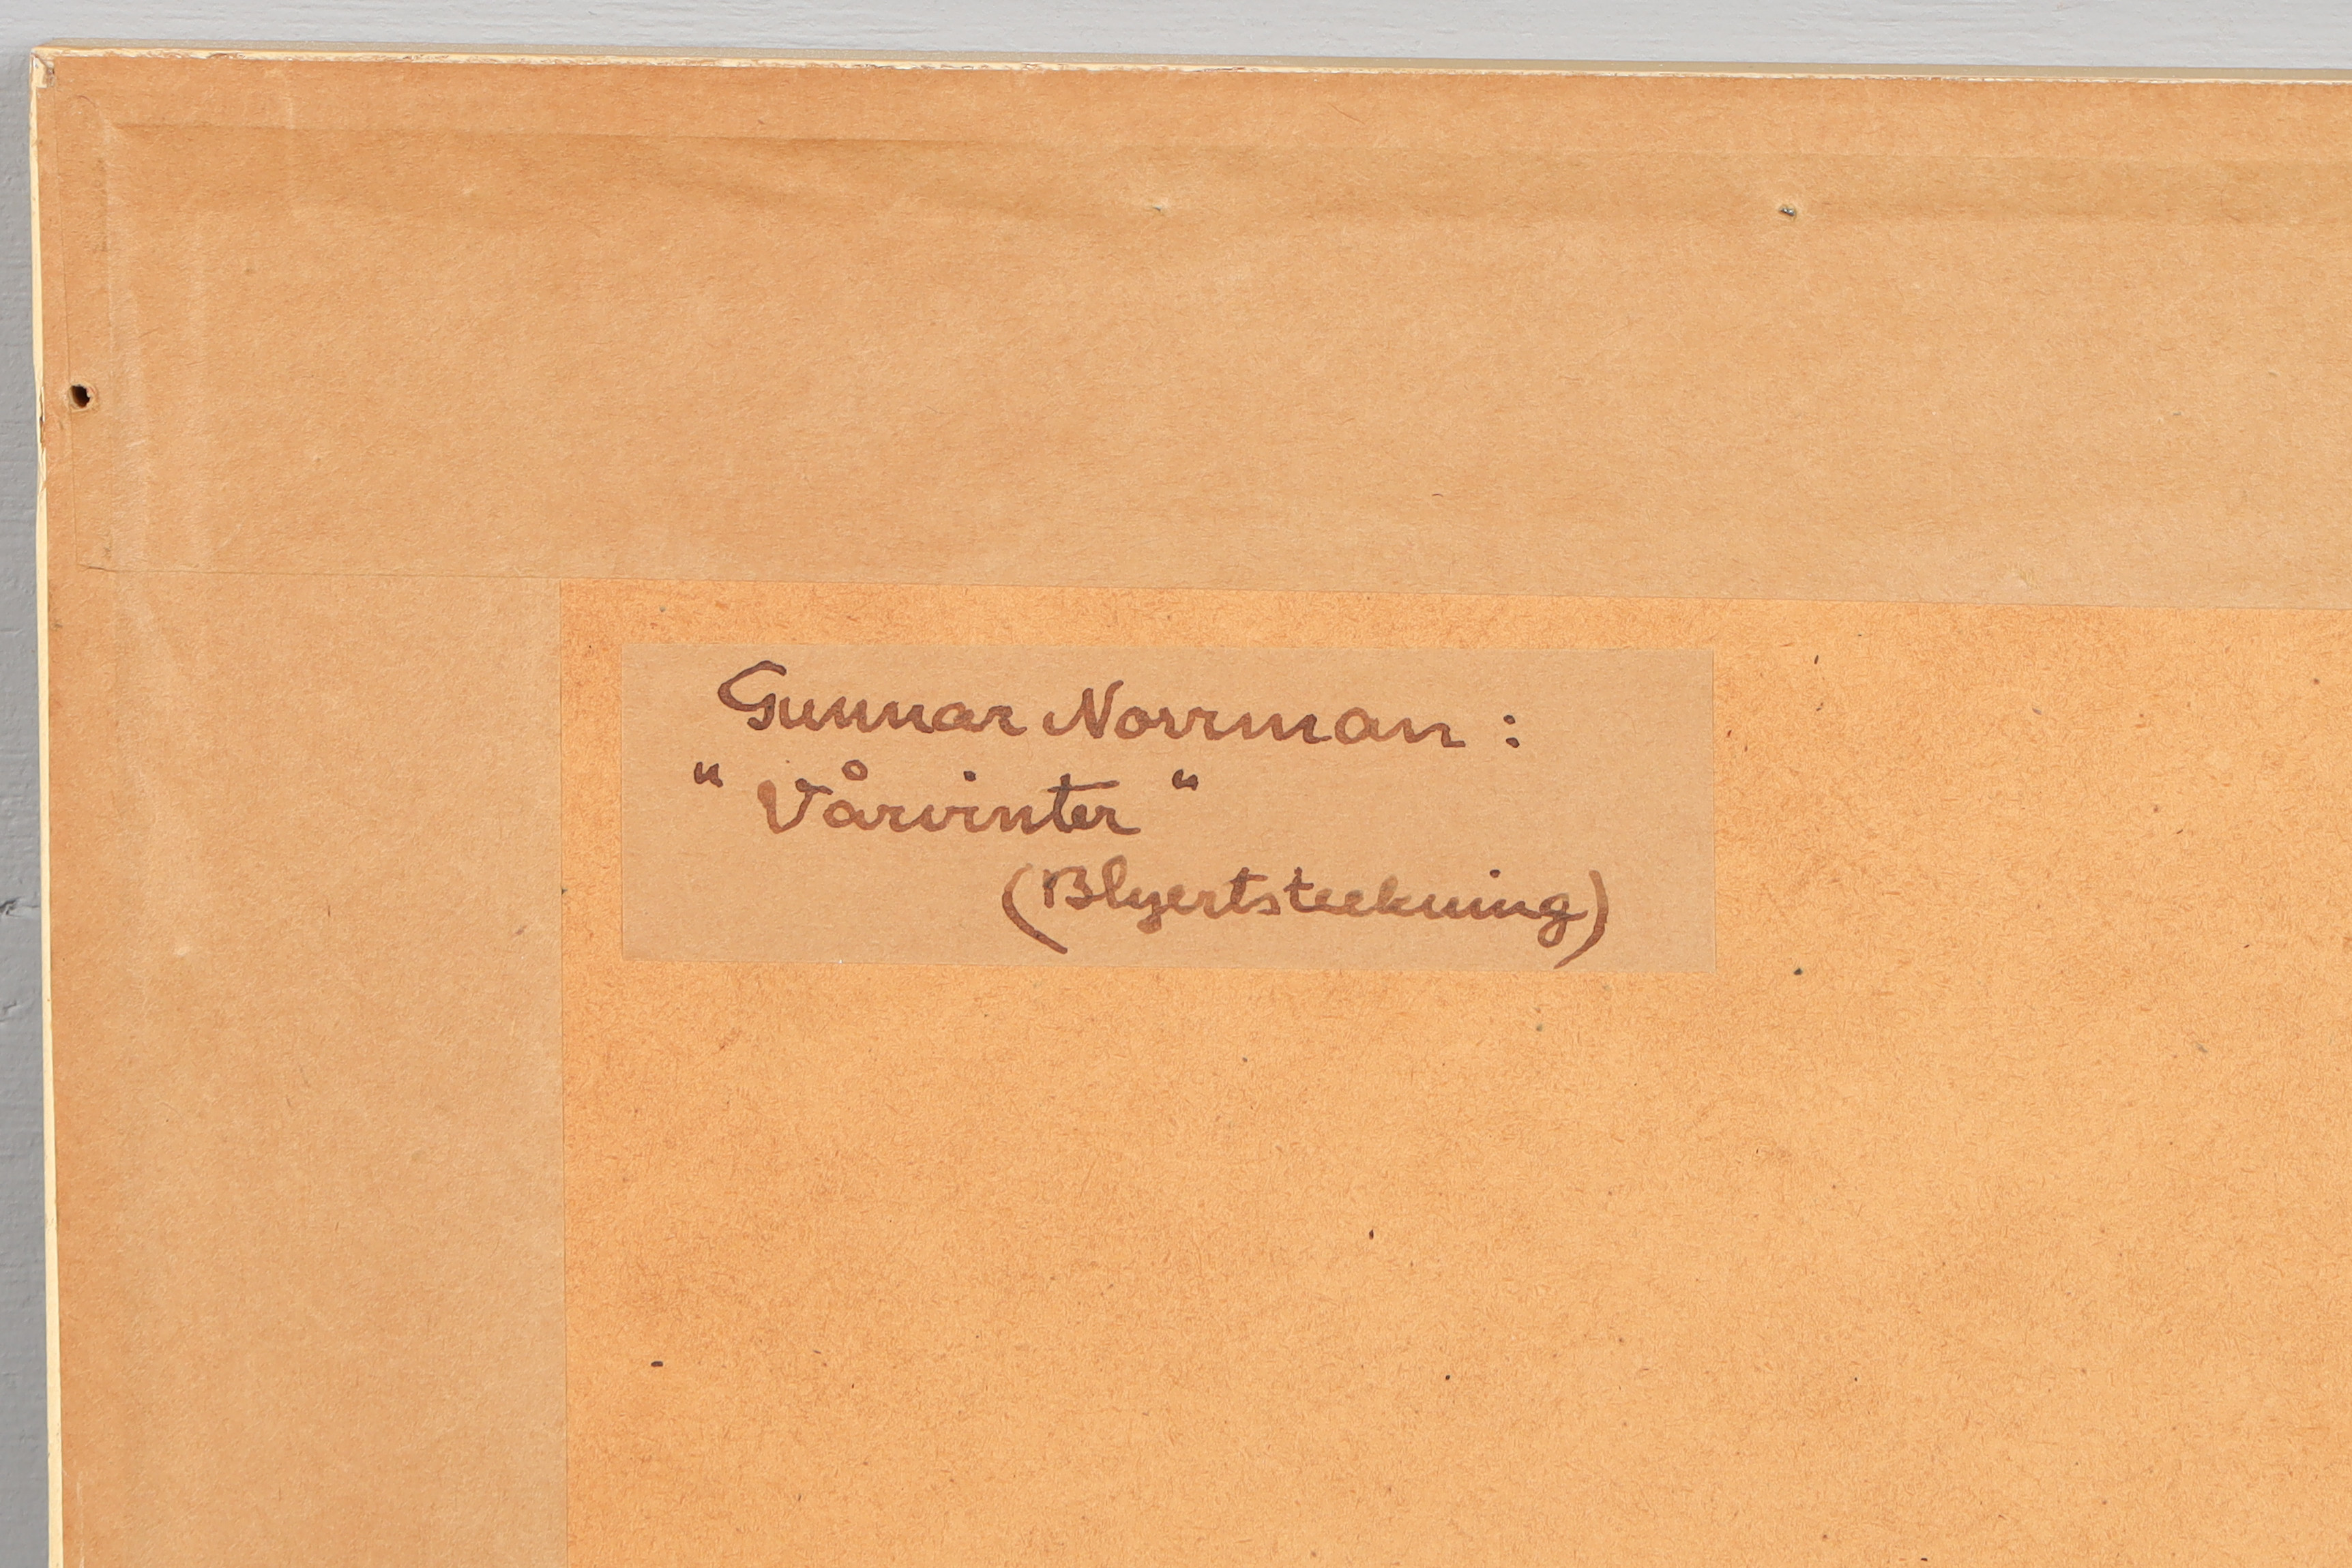 Gunnar Norrman :
" Vårvinter "
(Blyertsteckning)